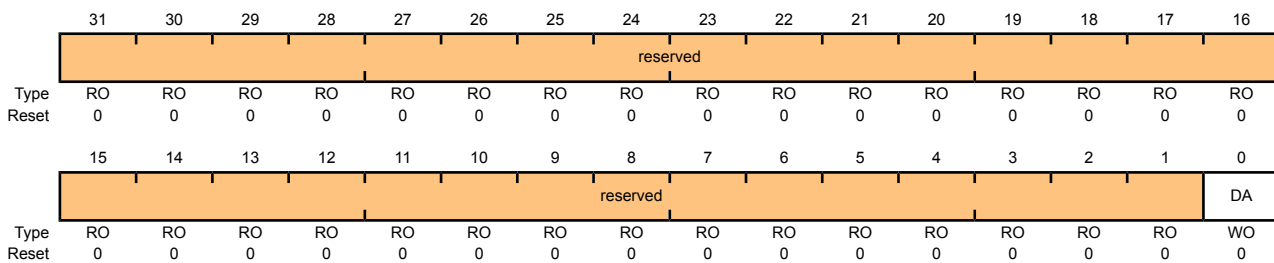 31 30 29 28 27 26 25 24 23 22 21 20 19 18 17 16
reserved
Type RO RO RO RO RO RO RO RO RO RO RO RO RO RO RO RO
Reset 0 0 0 0 0 0 0 0 0 0 0 0 0 0 0 0
15 14 13 12 11 10 9 8 7 6 5 4 3 2 1 0
reserved DA
Type RO RO RO RO RO RO RO RO RO RO RO RO RO RO RO WO
Reset 0 0 0 0 0 0 0 0 0 0 0 0 0 0 0 0